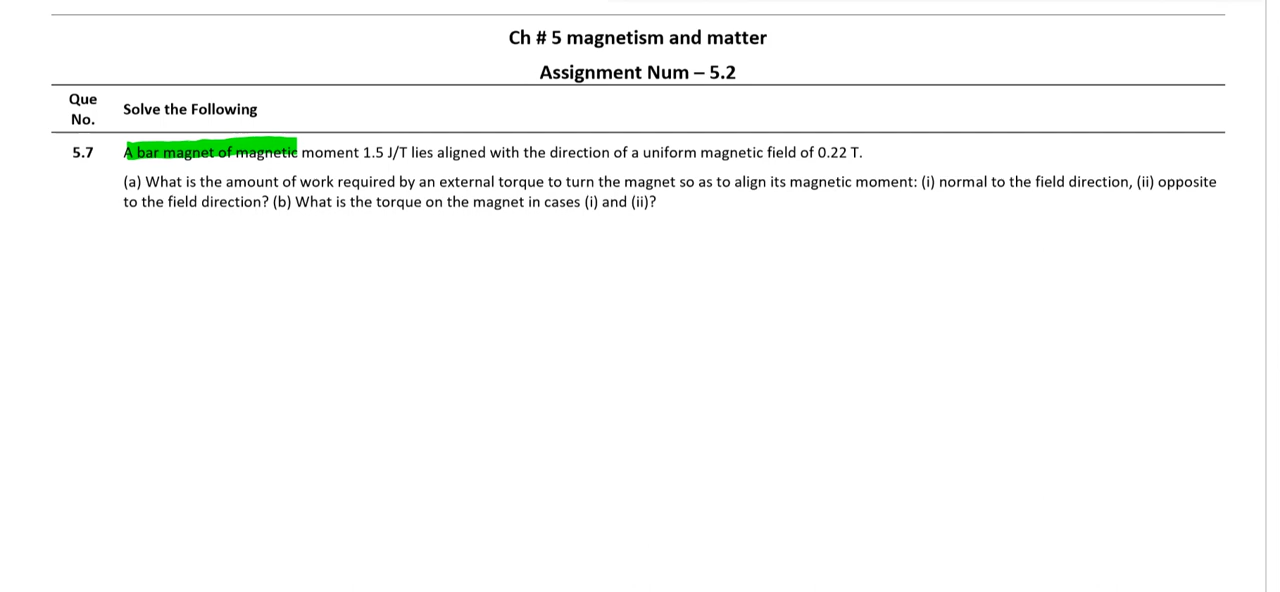 Ch # 5 magnetism and matter
Assignment Num – 5.2
Que
No.
Solve the Following
5.7 A bar magnet of magnetic moment 1.5 J/T lies aligned with the direction of a uniform magnetic field of 0.22 T.
(a) What is the amount of work required by an external torque to turn the magnet so as to align its magnetic moment: (i) normal to the field direction, (ii) opposite
to the field direction? (b) What is the torque on the magnet in cases (i) and (ii)?